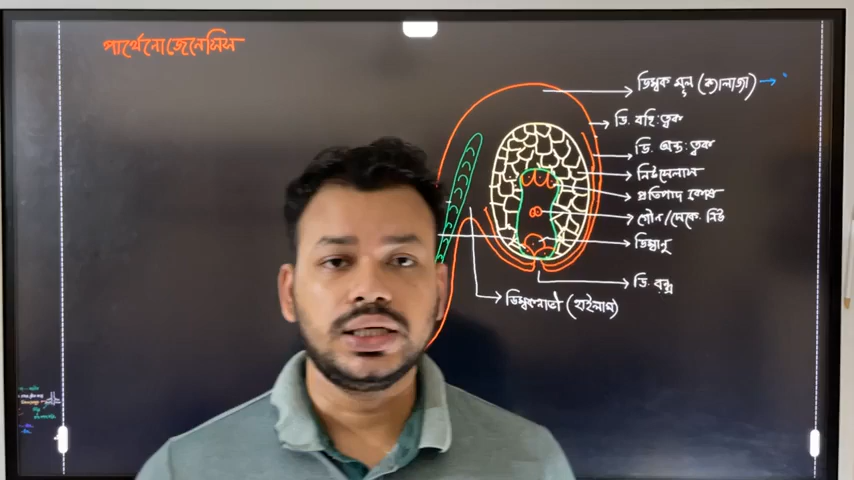 পার্থেনোজেনেসিস
ডিম্বক মূল (ক্যালাজা) →
ডি. বহি:ত্বক
ডি. অন্ত:ত্বক
নিউসেলাস
প্রতিপাদ কোষ
গৌন/সেকে. নিউ
ডিম্বানু
ডি. রন্ধ্র
ডিম্বকনাভী (হাইলাম)